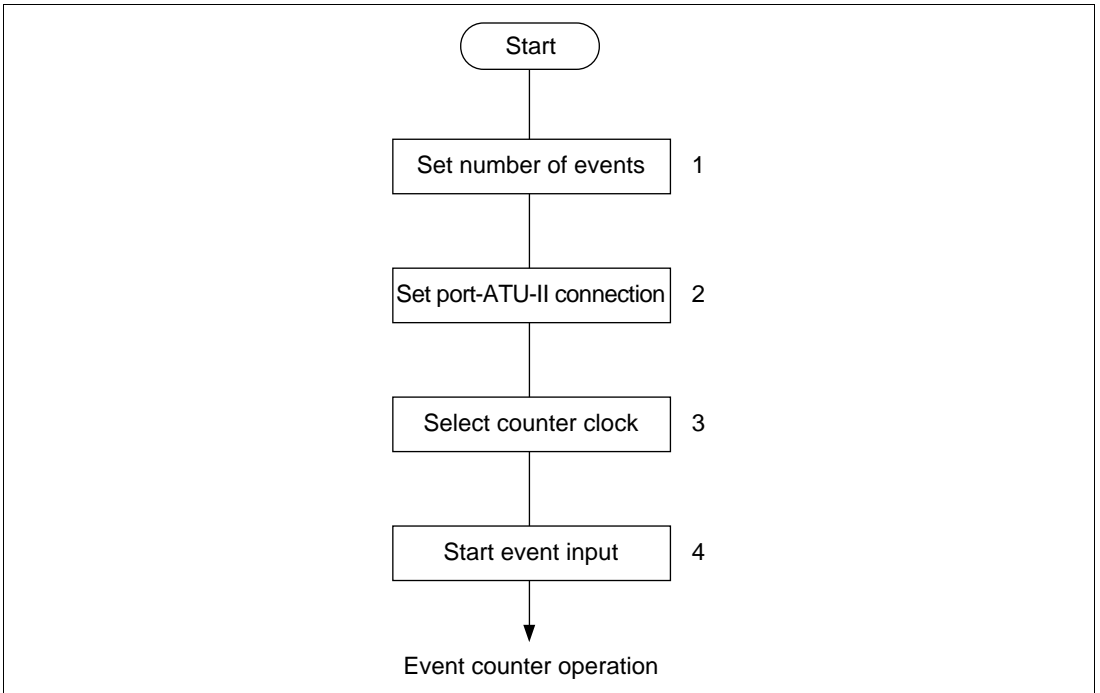 Start
Set number of events 1
Set port-ATU-II connection 2
Select counter clock 3
Start event input 4
Event counter operation